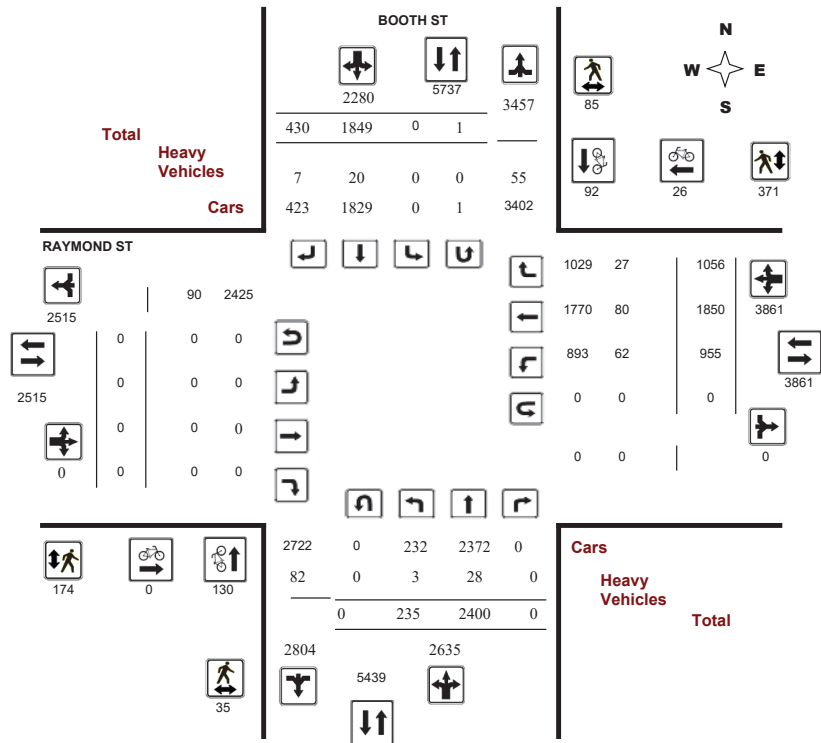 BOOTH ST
N
W E
S
2280
5737
3457
85
Total
430 1849 0 1
Heavy
Vehicles
7 20 0 0 55
92 26 371
Cars
423 1829 0 1 3402
RAYMOND ST
2515
90 2425
1029 27 1056
3861
0 0 0
1770 80 1850
2515
0 0 0
893 62 955
3861
0 0 0
0 0 0
0
0 0 0
0 0 0
2722 0 232 2372 0
Cars
82 0 3 28 0
Heavy
Vehicles
174 0 130
0 235 2400 0
Total
2804
2635
5439
35